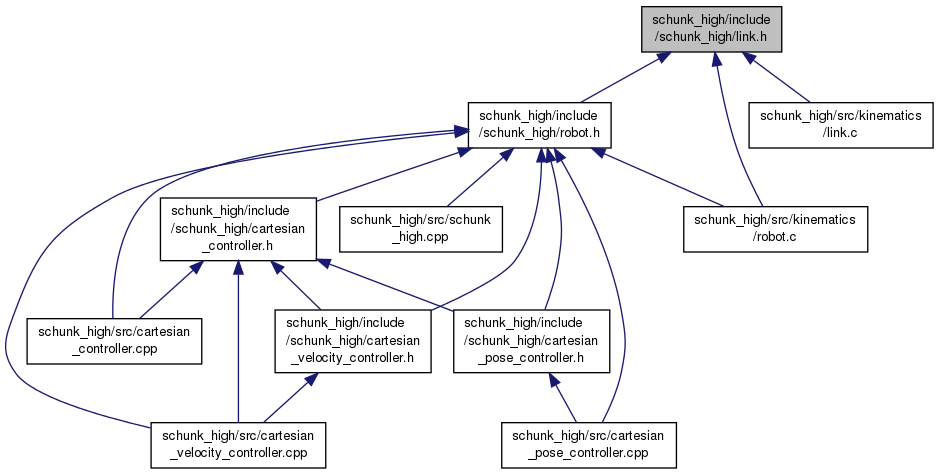 schunk_high/include
/schunk_high/link.h
schunk_high/include
/schunk_high/robot.h
schunk_high/src/kinematics
/link.c
schunk_high/include
/schunk_high/cartesian
_controller.h
schunk_high/src/schunk
_high.cpp
schunk_high/src/kinematics
/robot.c
schunk_high/src/cartesian
_controller.cpp
schunk_high/include
/schunk_high/cartesian
_velocity_controller.h
schunk_high/include
/schunk_high/cartesian
_pose_controller.h
schunk_high/src/cartesian
_velocity_controller.cpp
schunk_high/src/cartesian
_pose_controller.cpp